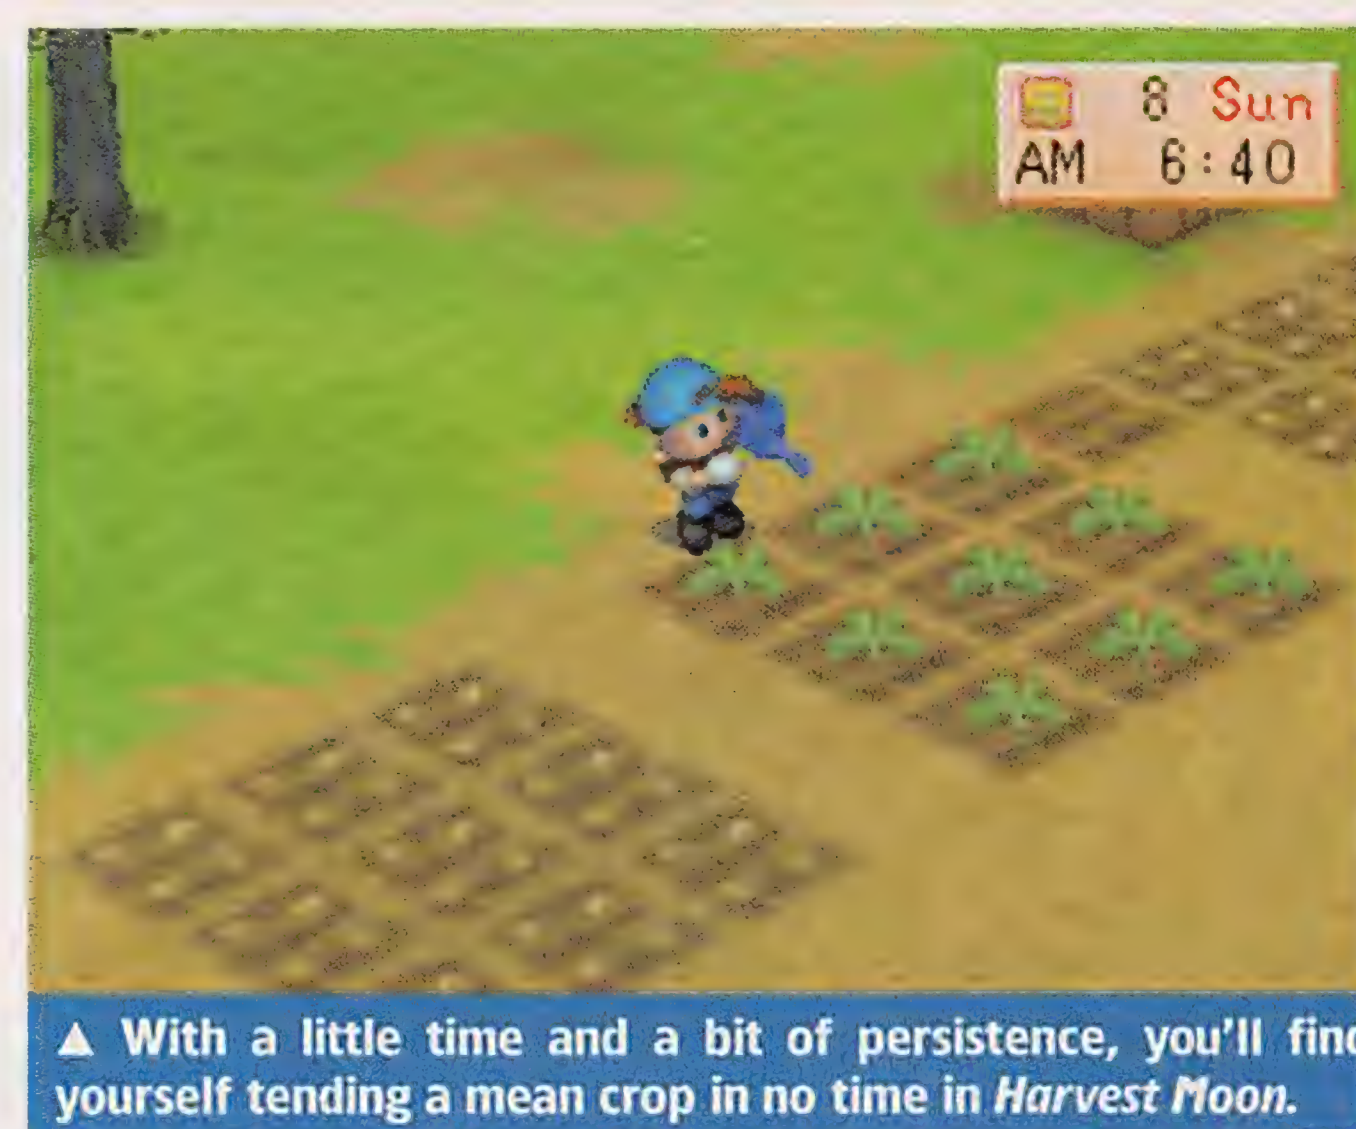 8 Sun
AM 6:40
▲ With a little time and a bit of persistence, you'll find
yourself tending a mean crop in no time in Harvest Moon.